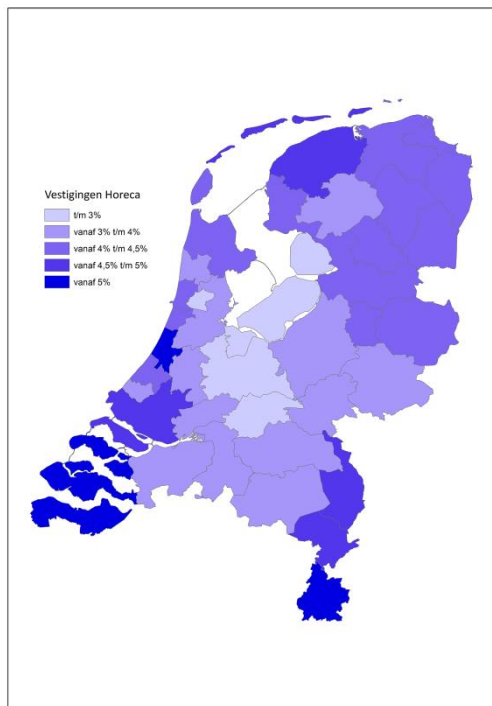 Vestigingen Horeca
t/m 3%
vanaf 3% t/m 4%
vanaf 4% t/m 4,5%
vanaf 4,5% t/m 5%
vanaf 5%